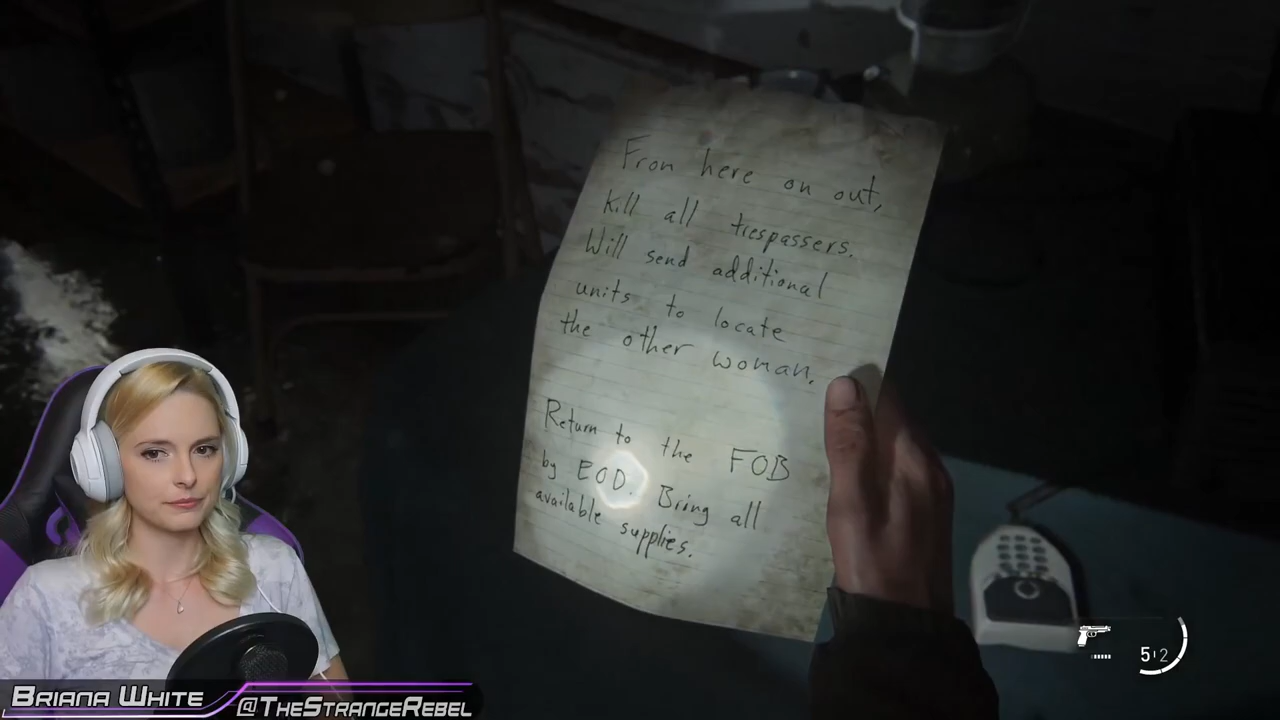 From here on out,
kill all trespassers.
Will send additional
units to locate
the other woman.
Return to the FOB
by EOD. Bring all
available supplies.
5 2
BRIANA WHITE
@THESTRANGEREBEL